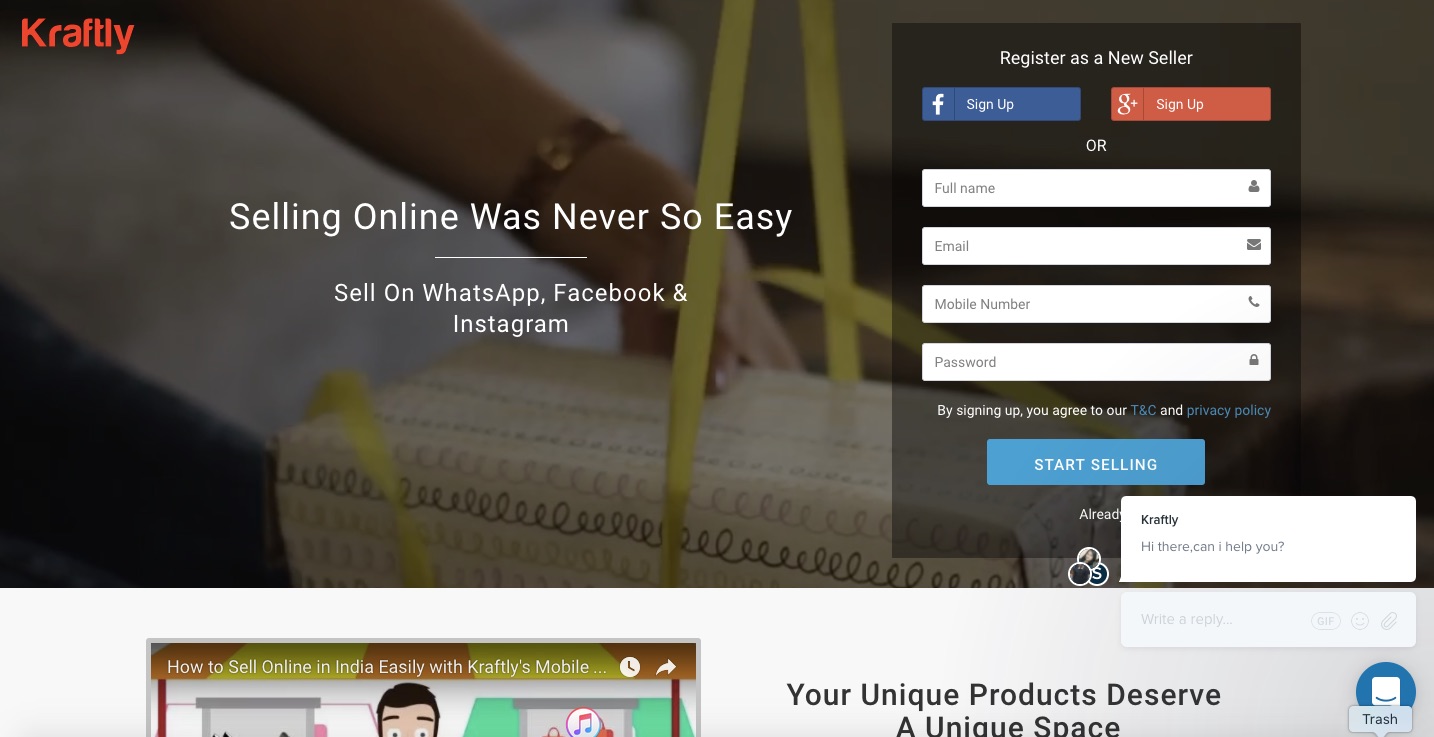 Kraftly
Selling Online Was Never So Easy
Sell On WhatsApp, Facebook &
Instagram
Register as a New Seller
f Sign Up
g+ Sign Up
OR
Full name
Email
Mobile Number
Password
By signing up, you agree to our T&C and privacy policy
START SELLING
Already
Kraftly
Hi there,can i help you?
S
Write a reply...
GIF
How to Sell Online in India Easily with Kraftly's Mobile ...
Your Unique Products Deserve
A Unique Space
Trash